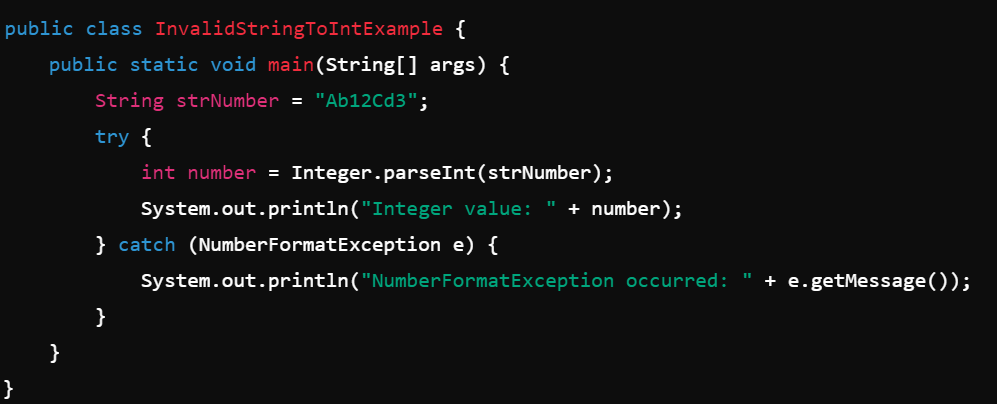 public class InvalidStringToIntExample {
    public static void main(String[] args) {
        String strNumber = "Ab12Cd3";
        try {
            int number = Integer.parseInt(strNumber);
            System.out.println("Integer value: " + number);
        } catch (NumberFormatException e) {
            System.out.println("NumberFormatException occurred: " + e.getMessage());
        }
    }
}